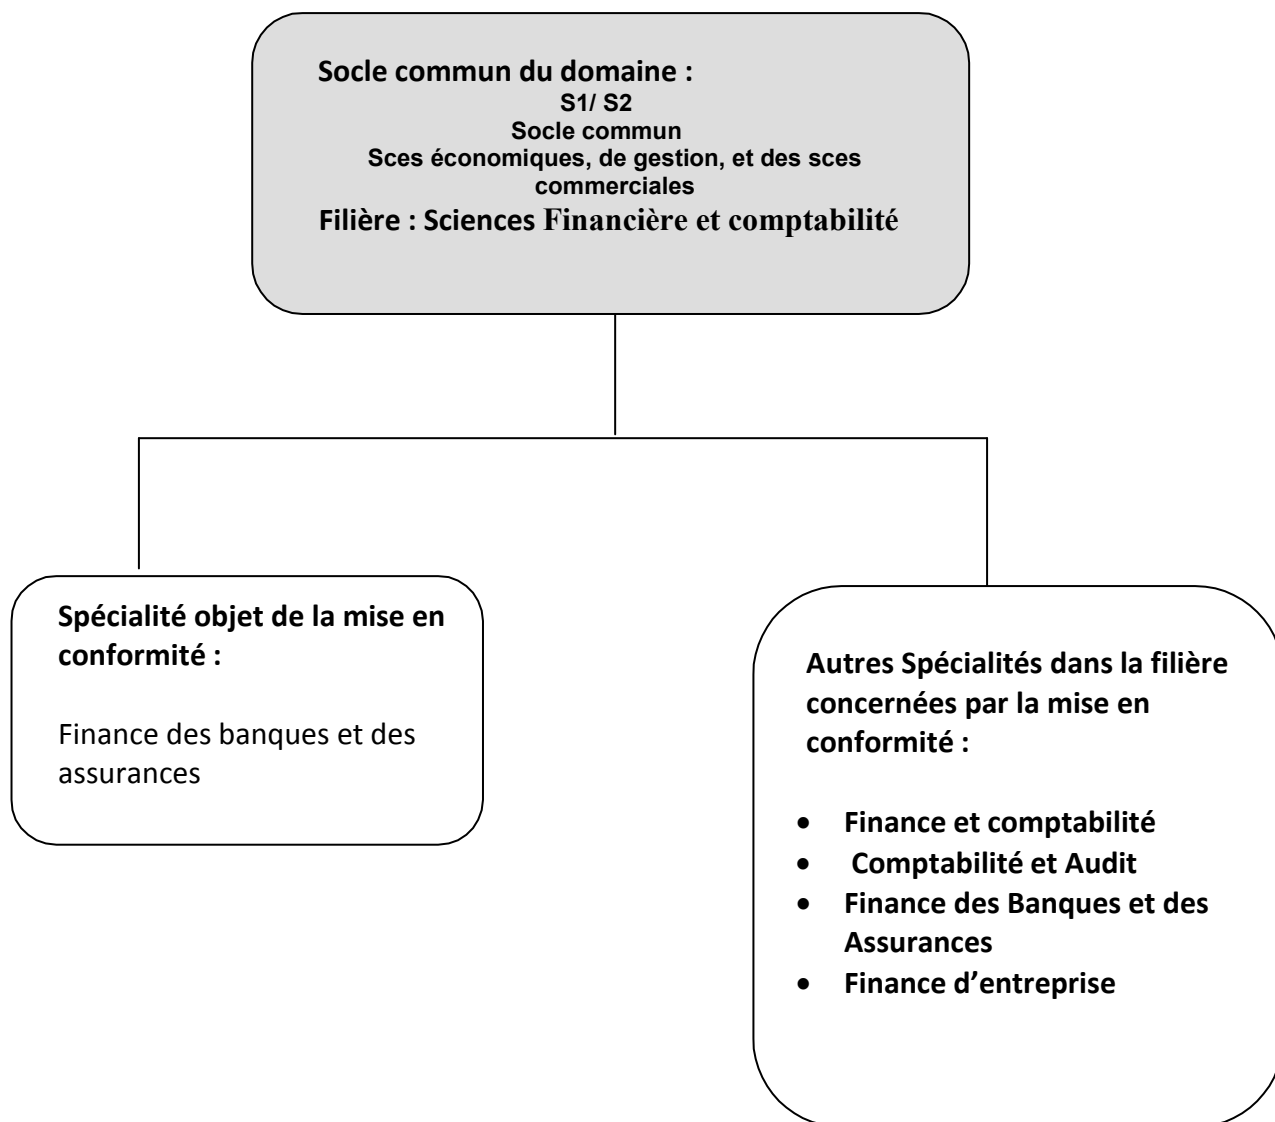 Socle commun du domaine :
S1/ S2
Socle commun
Sces économiques, de gestion, et des sces
commerciales
Filière : Sciences Financière et comptabilité
Spécialité objet de la mise en
conformité :
Finance des banques et des
assurances
Autres Spécialités dans la filière
concernées par la mise en
conformité :
• Finance et comptabilité
• Comptabilité et Audit
• Finance des Banques et des
Assurances
• Finance d’entreprise